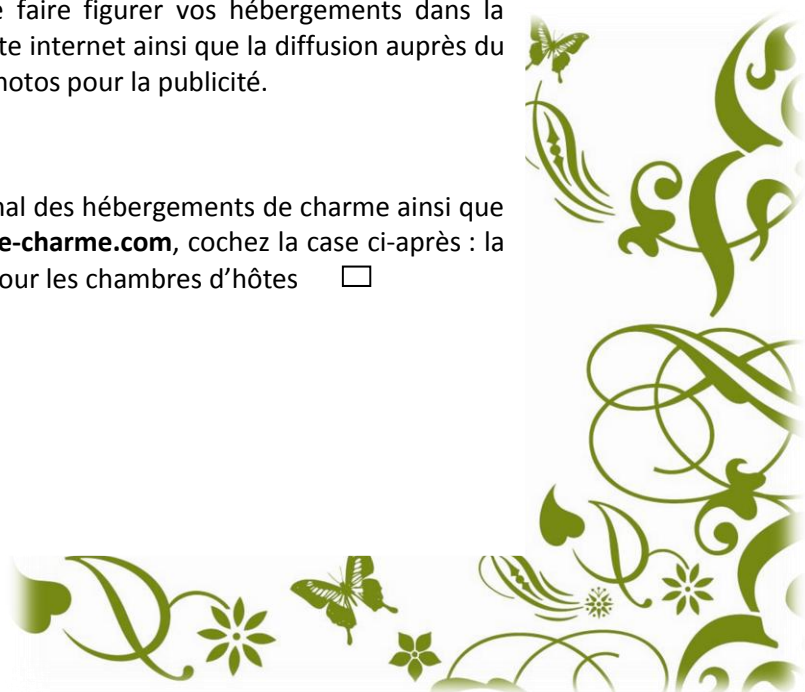 faire figurer vos hébergements dans la
te internet ainsi que la diffusion auprès du
hotos pour la publicité.
nal des hébergements de charme ainsi que
e-charme.com, cochez la case ci-après : la
our les chambres d'hôtes